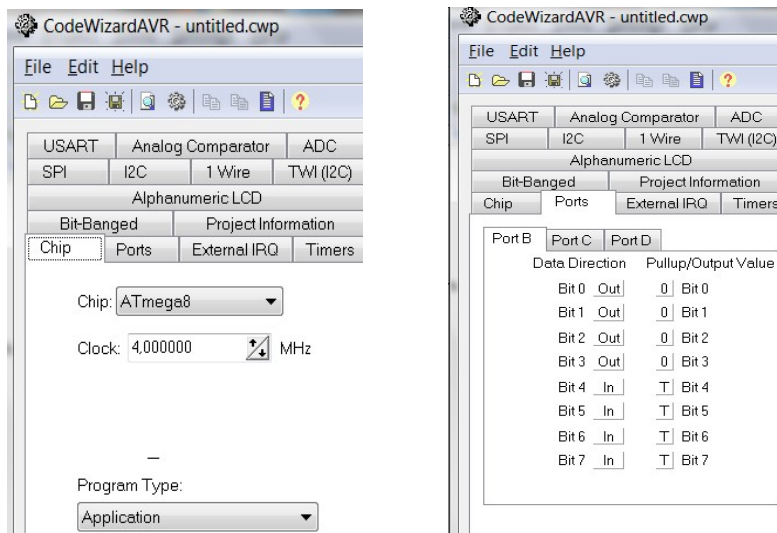 CodeWizardAVR - untitled.cwp
File Edit Help
USART Analog Comparator ADC
SPI I2C 1 Wire TWI (I2C)
Alphanumeric LCD
Bit-Banged Project Information
Chip Ports External IRQ Timers
Chip: ATmega8
Clock: 4,000000 MHz
Program Type:
Application
CodeWizardAVR - untitled.cwp
File Edit Help
USART Analog Comparator ADC
SPI I2C 1 Wire TWI (I2C)
Alphanumeric LCD
Bit-Banged Project Information
Chip Ports External IRQ Timers
Port B Port C Port D
Data Direction Pullup/Output Value
Bit 0 Out 0 Bit 0
Bit 1 Out 0 Bit 1
Bit 2 Out 0 Bit 2
Bit 3 Out 0 Bit 3
Bit 4 In T Bit 4
Bit 5 In T Bit 5
Bit 6 In T Bit 6
Bit 7 In T Bit 7